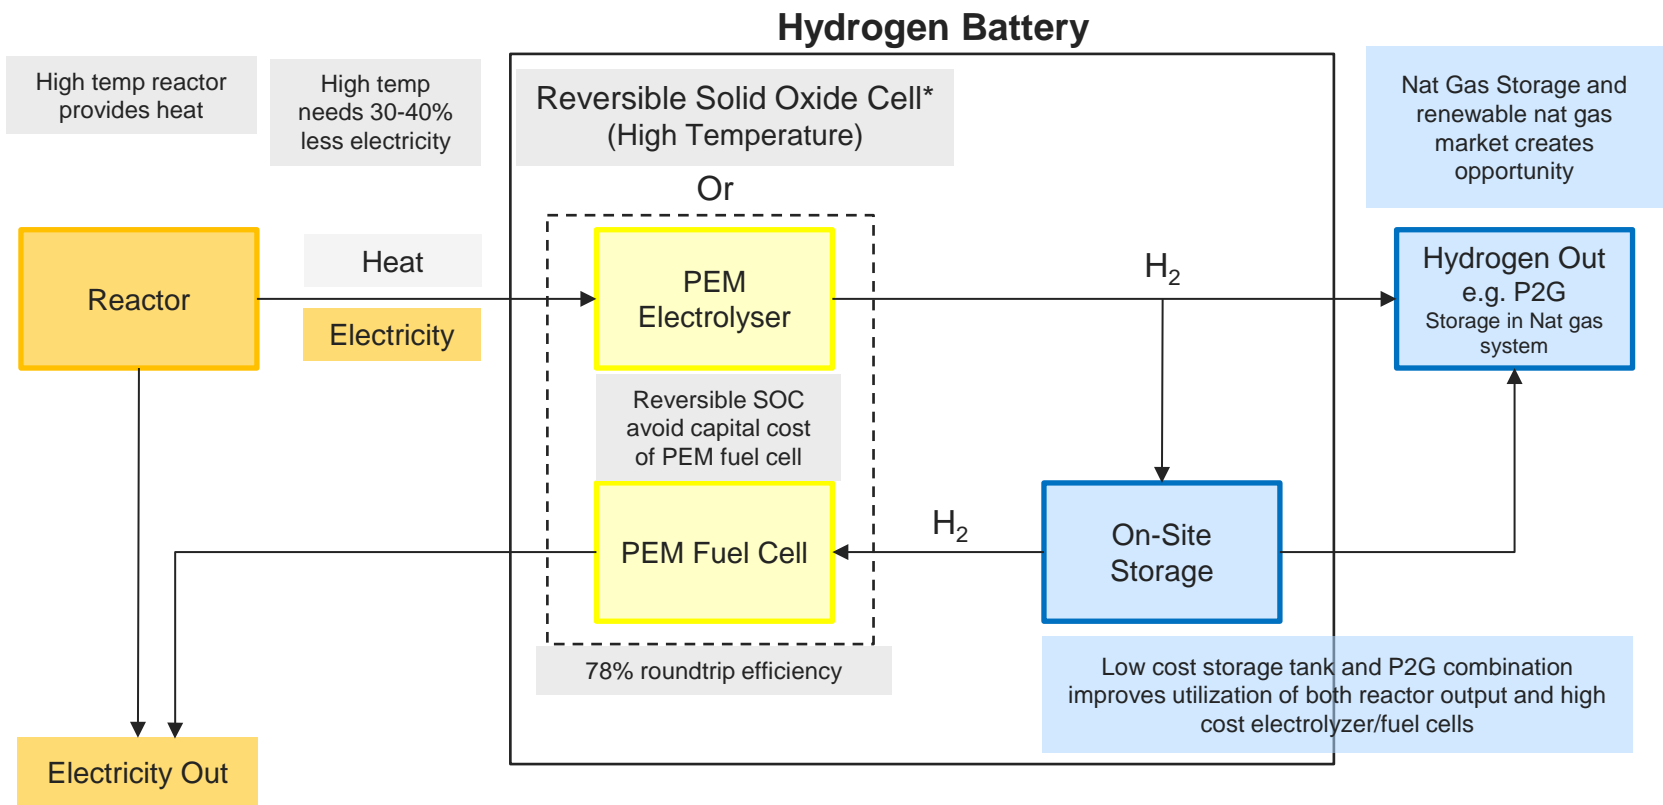 Hydrogen Battery
High temp reactor
provides heat
High temp
needs 30-40%
less electricity
Reversible Solid Oxide Cell*
(High Temperature)
Or
Nat Gas Storage and
renewable nat gas
market creates
opportunity
Reactor
Heat
Electricity
PEM
Electrolyser
H₂
Hydrogen Out
e.g. P2G
Storage in Nat gas
system
Reversible SOC
avoid capital cost
of PEM fuel cell
PEM Fuel Cell
H₂
On-Site
Storage
78% roundtrip efficiency
Low cost storage tank and P2G combination
improves utilization of both reactor output and high
cost electrolyzer/fuel cells
Electricity Out